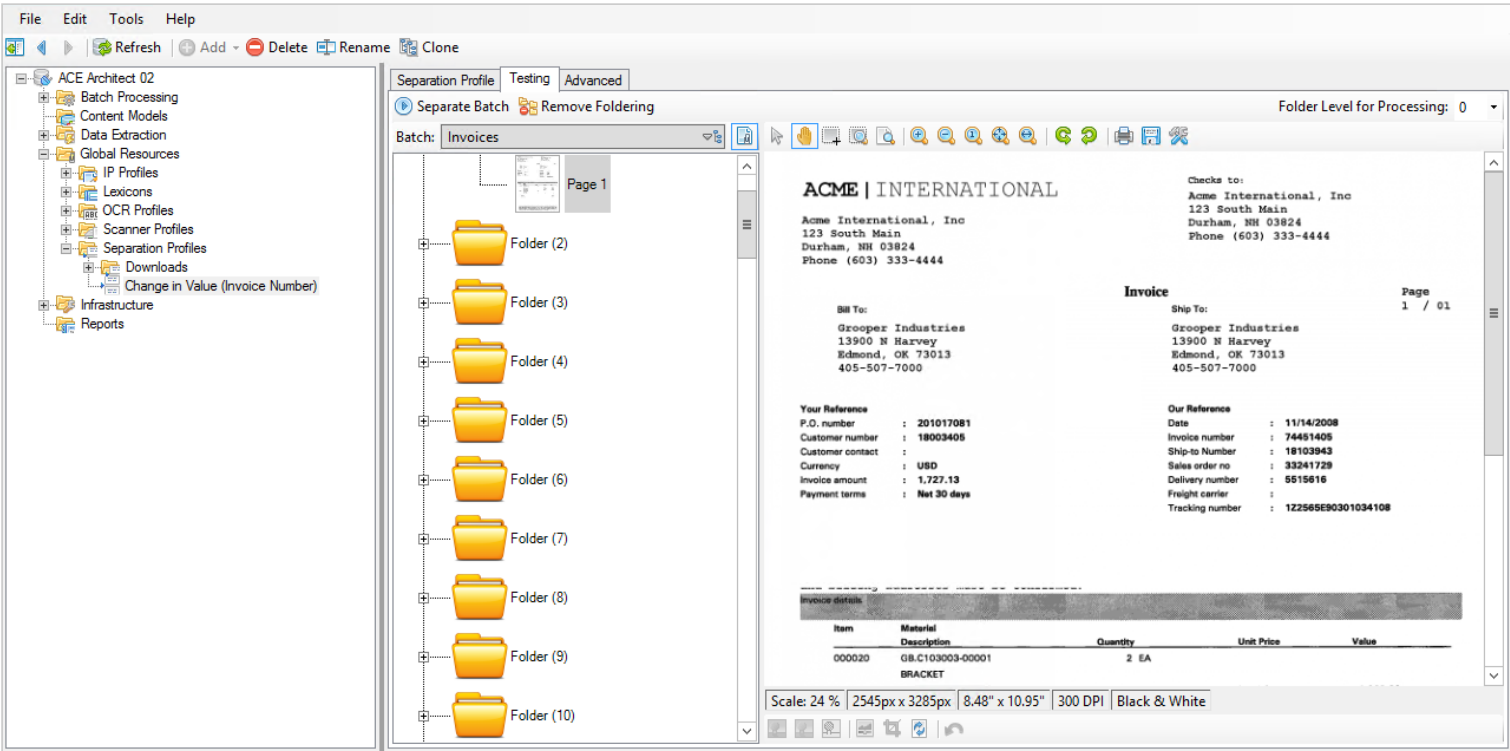 File Edit Tools Help
Refresh Add Delete Rename Clone
ACE Architect 02
Batch Processing
Content Models
Data Extraction
Global Resources
IP Profiles
Lexicons
OCR Profiles
Scanner Profiles
Separation Profiles
Downloads
Change in Value (Invoice Number)
Infrastructure
Reports
Separation Profile Testing Advanced
Separate Batch Remove Foldering Folder Level for Processing: 0
Batch: Invoices
Page 1
Folder (2)
Folder (3)
Folder (4)
Folder (5)
Folder (6)
Folder (7)
Folder (8)
Folder (9)
Folder (10)
ACME | INTERNATIONAL
Acme International, Inc
123 South Main
Durham, NH 03824
Phone (603) 333-4444
Checks to:
Acme International, Inc
123 South Main
Durham, NH 03824
Phone (603) 333-4444
Invoice
Page
1 / 01
Bill To:
Grooper Industries
13900 N Harvey
Edmond, OK 73013
405-507-7000
Ship To:
Grooper Industries
13900 N Harvey
Edmond, OK 73013
405-507-7000
Your Reference
P.O. number : 201017081
Customer number : 18003405
Customer contact :
Currency : USD
Invoice amount : 1,727.13
Payment terms : Net 30 days
Our Reference
Date : 11/14/2008
Invoice number : 74451405
Ship-to Number : 18103943
Sales order no : 33241729
Delivery number : 5515616
Freight carrier :
Tracking number : 1Z2565E90301034108
Invoice details
Item Material
Description Quantity Unit Price Value
000020 GB.C103003-00001 2 EA
BRACKET
Scale: 24 % 2545px x 3285px 8.48" x 10.95" 300 DPI Black & White